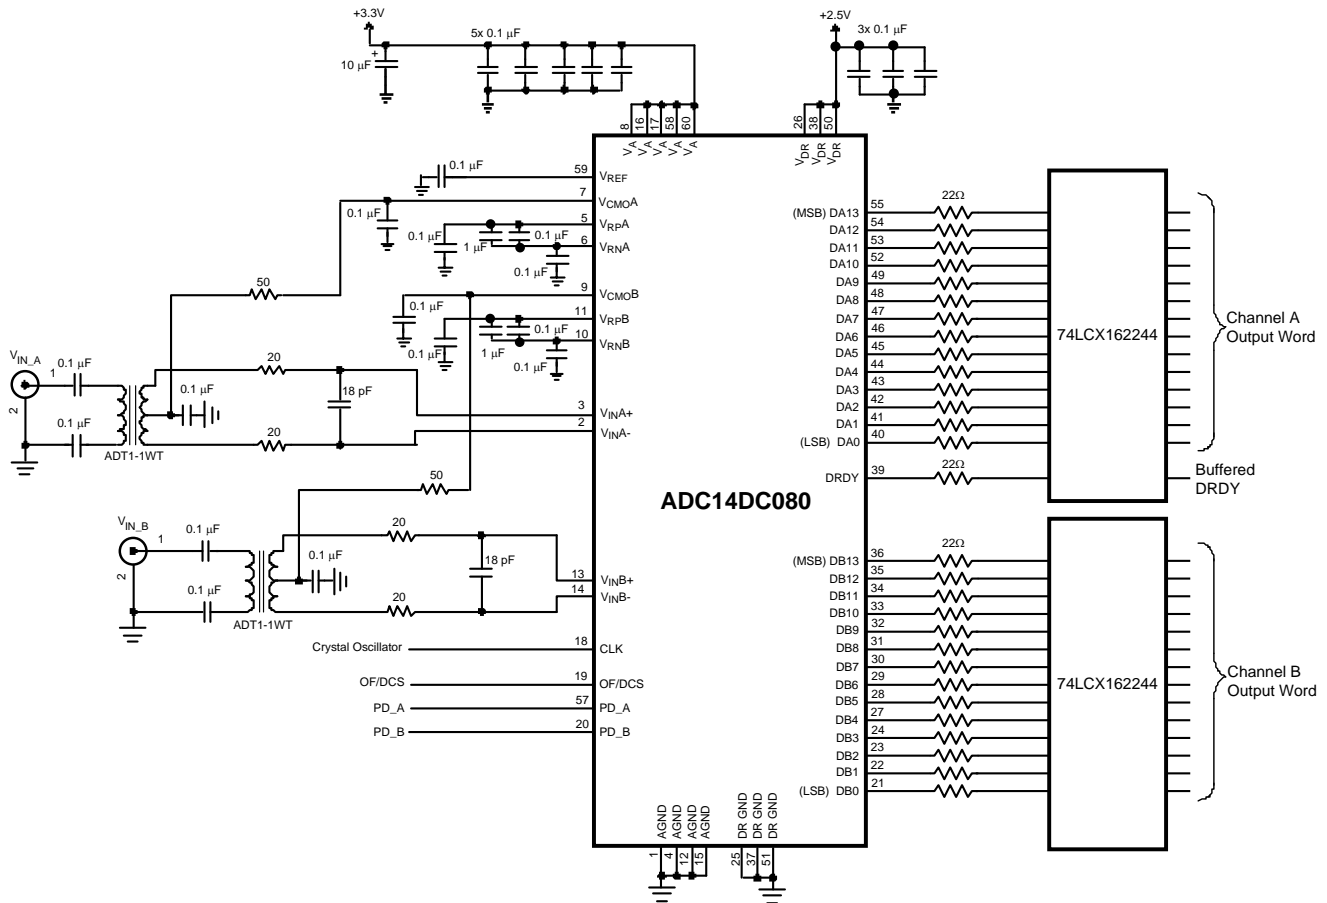 +3.3V
+
10 µF
5x 0.1 µF
+2.5V
3x 0.1 µF
8
16
17
58
60
VA
VA
VA
VA
VA
26
38
50
VDR
VDR
VDR
0.1 µF
59
VREF
7
VCMOA
0.1 µF
5
VRPA
0.1 µF
1 µF
0.1 µF
6
VRNA
0.1 µF
50
9
VCMOB
0.1 µF
11
VRPB
0.1 µF
1 µF
0.1 µF
10
VRNB
0.1 µF
VIN_A
1
2
0.1 µF
0.1 µF
ADT1-1WT
0.1 µF
20
20
18 pF
3
VINA+
2
VINA-
50
VIN_B
1
2
0.1 µF
0.1 µF
ADT1-1WT
0.1 µF
20
20
18 pF
13
VINB+
14
VINB-
Crystal Oscillator
18
CLK
OF/DCS
19
OF/DCS
PD_A
57
PD_A
PD_B
20
PD_B
ADC14DC080
AGND
AGND
AGND
AGND
1
4
12
15
DR GND
DR GND
DR GND
25
37
51
22Ω
(MSB) DA13 55
DA12 54
DA11 53
DA10 52
DA9 49
DA8 48
DA7 47
DA6 46
DA5 45
DA4 44
DA3 43
DA2 42
DA1 41
(LSB) DA0 40
DRDY 39
22Ω
74LCX162244
Channel A
Output Word
Buffered
DRDY
22Ω
(MSB) DB13 36
DB12 35
DB11 34
DB10 33
DB9 32
DB8 31
DB7 30
DB6 29
DB5 28
DB4 27
DB3 24
DB2 23
DB1 22
(LSB) DB0 21
74LCX162244
Channel B
Output Word